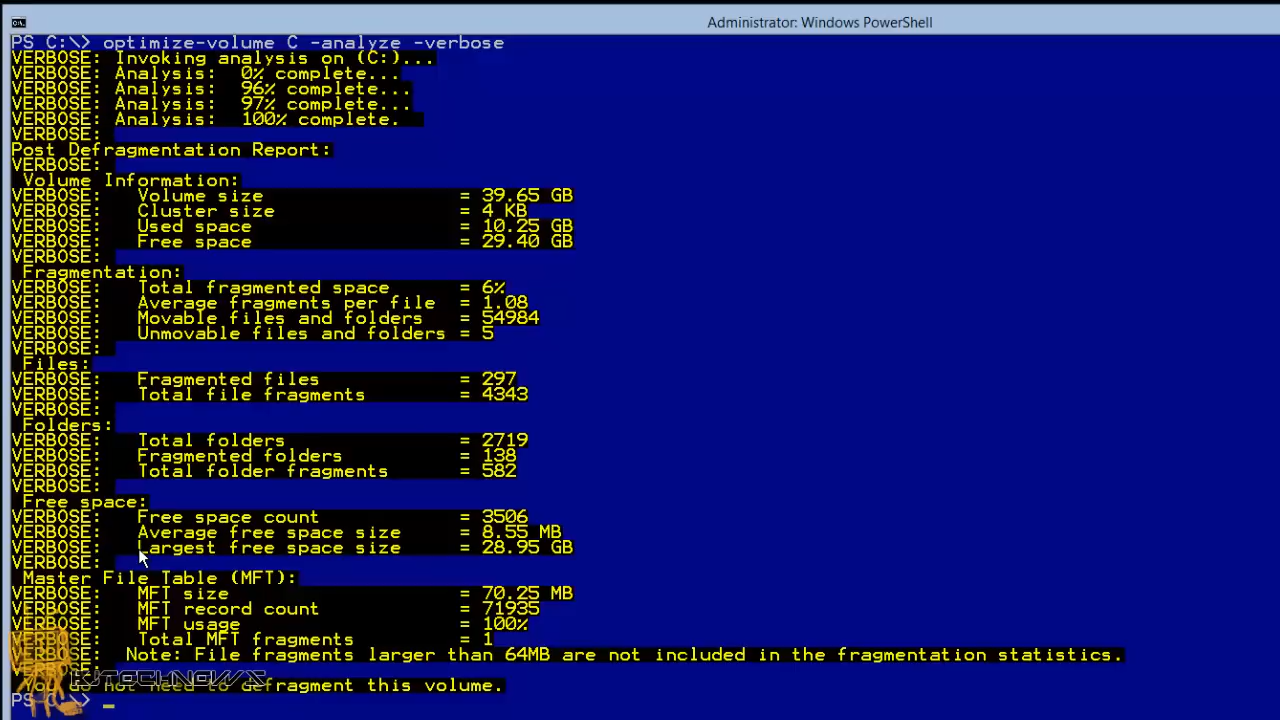 Administrator: Windows PowerShell
PS C:\> optimize-volume C -analyze -verbose
VERBOSE: Invoking analysis on (C:)...
VERBOSE: Analysis: 0% complete...
VERBOSE: Analysis: 96% complete...
VERBOSE: Analysis: 97% complete...
VERBOSE: Analysis: 100% complete.
VERBOSE:
Post Defragmentation Report:
VERBOSE:
Volume Information:
VERBOSE: Volume size = 39.65 GB
VERBOSE: Cluster size = 4 KB
VERBOSE: Used space = 10.25 GB
VERBOSE: Free space = 29.40 GB
VERBOSE:
Fragmentation:
VERBOSE: Total fragmented space = 6%
VERBOSE: Average fragments per file = 1.08
VERBOSE: Movable files and folders = 54984
VERBOSE: Unmovable files and folders = 5
VERBOSE:
Files:
VERBOSE: Fragmented files = 297
VERBOSE: Total file fragments = 4343
VERBOSE:
Folders:
VERBOSE: Total folders = 2719
VERBOSE: Fragmented folders = 138
VERBOSE: Total folder fragments = 582
VERBOSE:
Free space:
VERBOSE: Free space count = 3506
VERBOSE: Average free space size = 8.55 MB
VERBOSE: Largest free space size = 28.95 GB
VERBOSE:
Master File Table (MFT):
VERBOSE: MFT size = 70.25 MB
VERBOSE: MFT record count = 71935
VERBOSE: MFT usage = 100%
VERBOSE: Total MFT fragments = 1
VERBOSE: Note: File fragments larger than 64MB are not included in the fragmentation statistics.
VERBOSE:
You do not need to defragment this volume.
PS C:\>